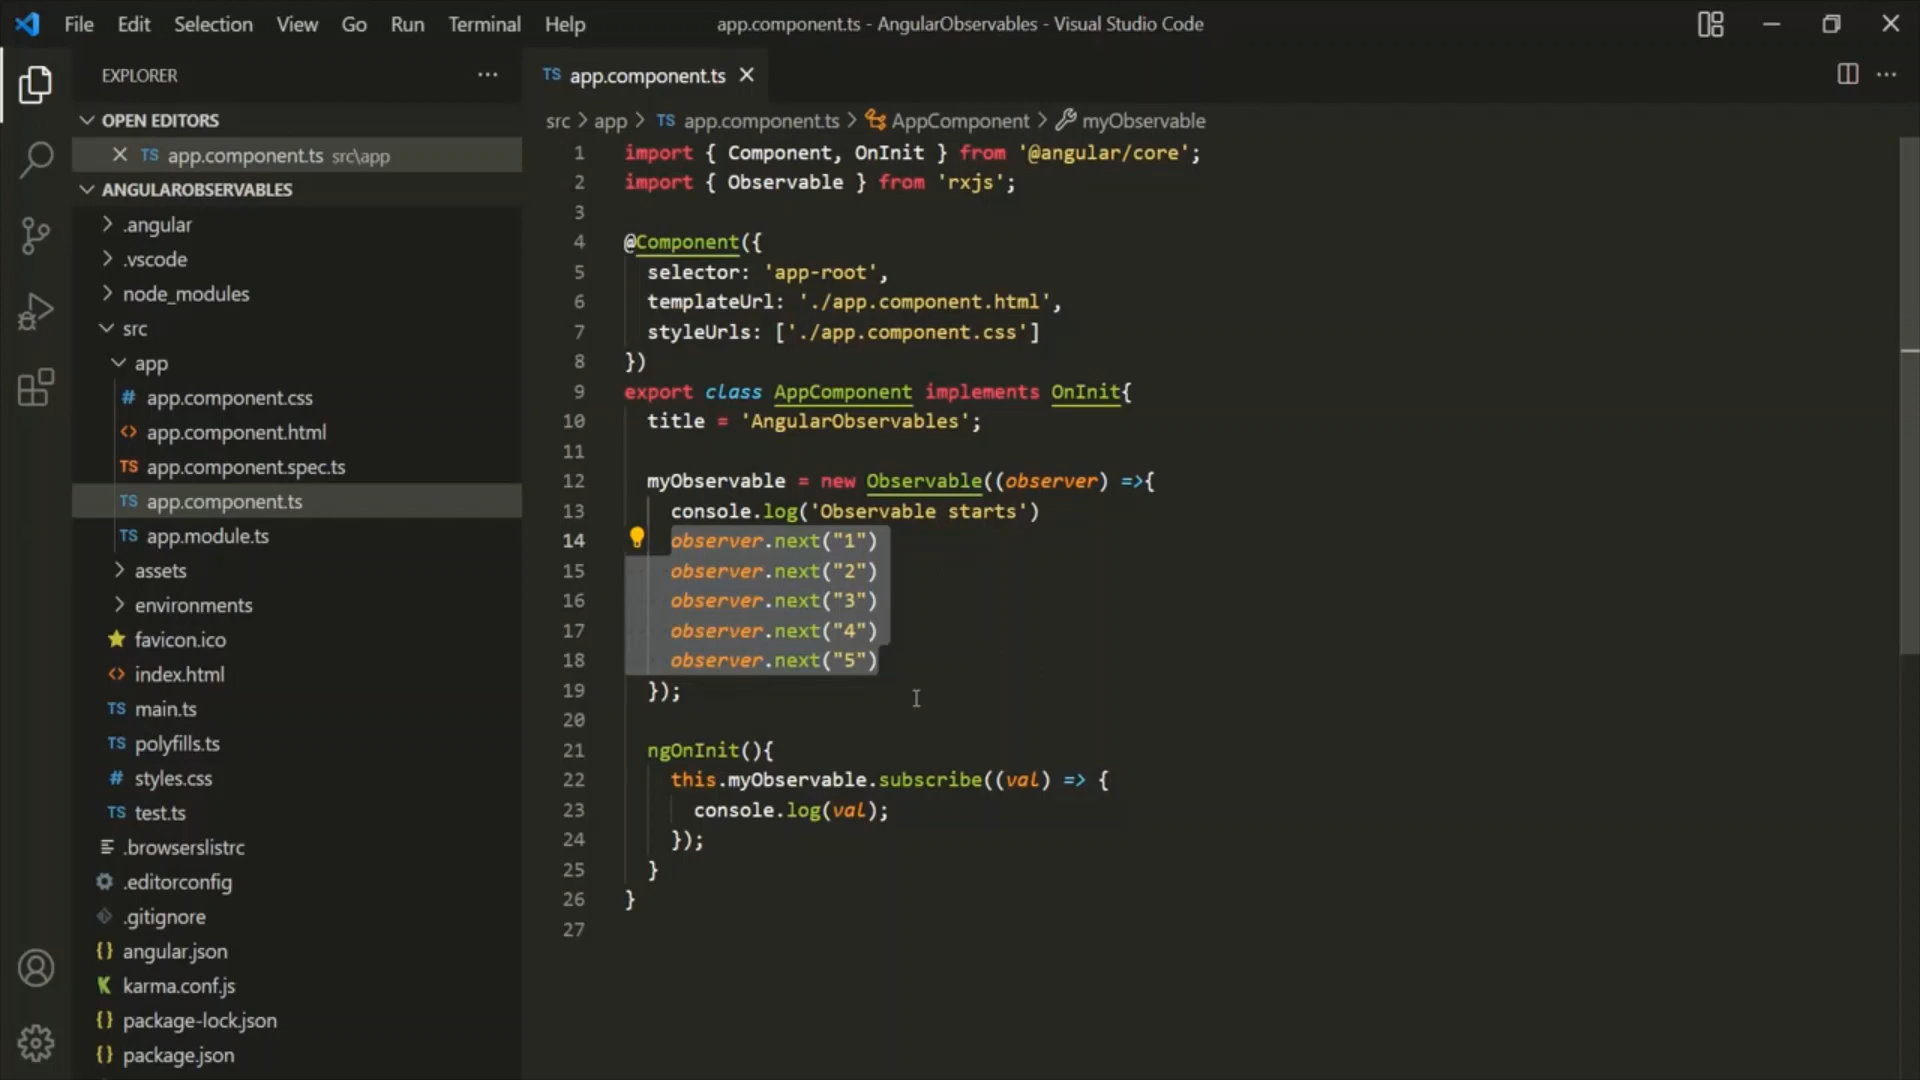 File Edit Selection View Go Run Terminal Help
app.component.ts - AngularObservables - Visual Studio Code
EXPLORER
OPEN EDITORS
TS app.component.ts src\app
ANGULAROBSERVABLES
.angular
.vscode
node_modules
src
app
# app.component.css
<> app.component.html
TS app.component.spec.ts
TS app.component.ts
TS app.module.ts
assets
environments
favicon.ico
<> index.html
TS main.ts
TS polyfills.ts
# styles.css
TS test.ts
.browserslistrc
.editorconfig
.gitignore
{} angular.json
K karma.conf.js
{} package-lock.json
{} package.json
TS app.component.ts
src > app > TS app.component.ts > AppComponent > myObservable
1 import { Component, OnInit } from '@angular/core';
2 import { Observable } from 'rxjs';
3
4 @Component({
5 selector: 'app-root',
6 templateUrl: './app.component.html',
7 styleUrls: ['./app.component.css']
8 })
9 export class AppComponent implements OnInit{
10 title = 'AngularObservables';
11
12 myObservable = new Observable((observer) =>{
13 console.log('Observable starts')
14 observer.next("1")
15 observer.next("2")
16 observer.next("3")
17 observer.next("4")
18 observer.next("5")
19 });
20
21 ngOnInit(){
22 this.myObservable.subscribe((val) => {
23 console.log(val);
24 });
25 }
26 }
27